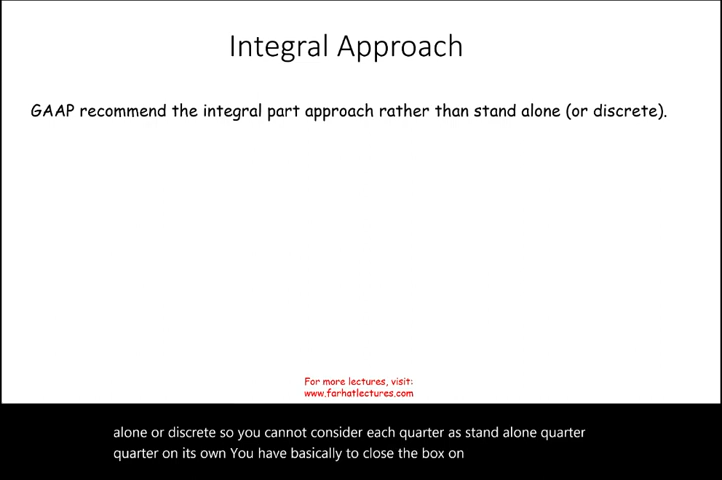 Integral Approach
GAAP recommend the integral part approach rather than stand alone (or discrete).
For more lectures, visit:
www.farhatlectures.com
alone or discrete so you cannot consider each quarter as stand alone quarter
quarter on its own You have basically to close the box on